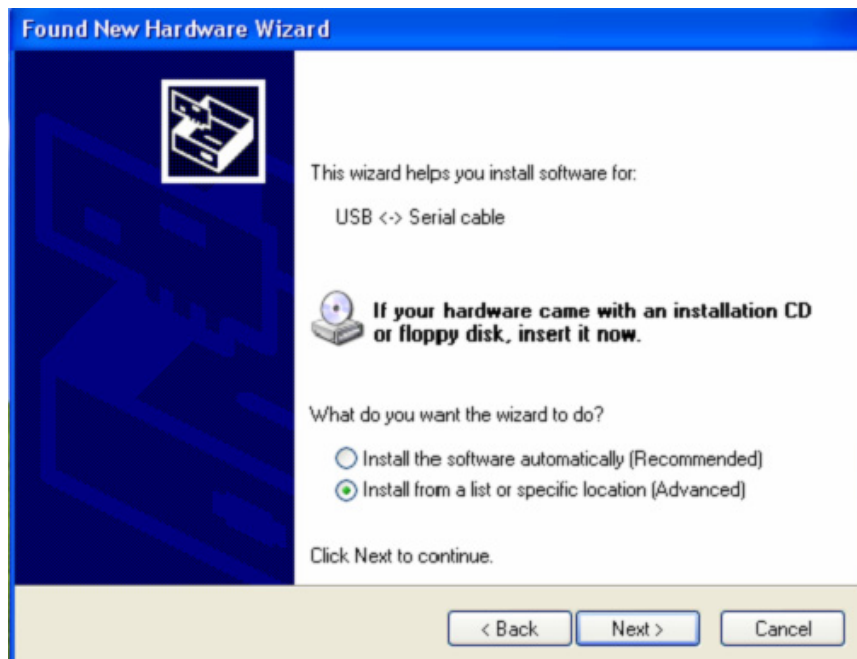 Found New Hardware Wizard
This wizard helps you install software for:
USB <-> Serial cable
If your hardware came with an installation CD
or floppy disk, insert it now.
What do you want the wizard to do?
Install the software automatically (Recommended)
Install from a list or specific location (Advanced)
Click Next to continue.
< Back
Next >
Cancel